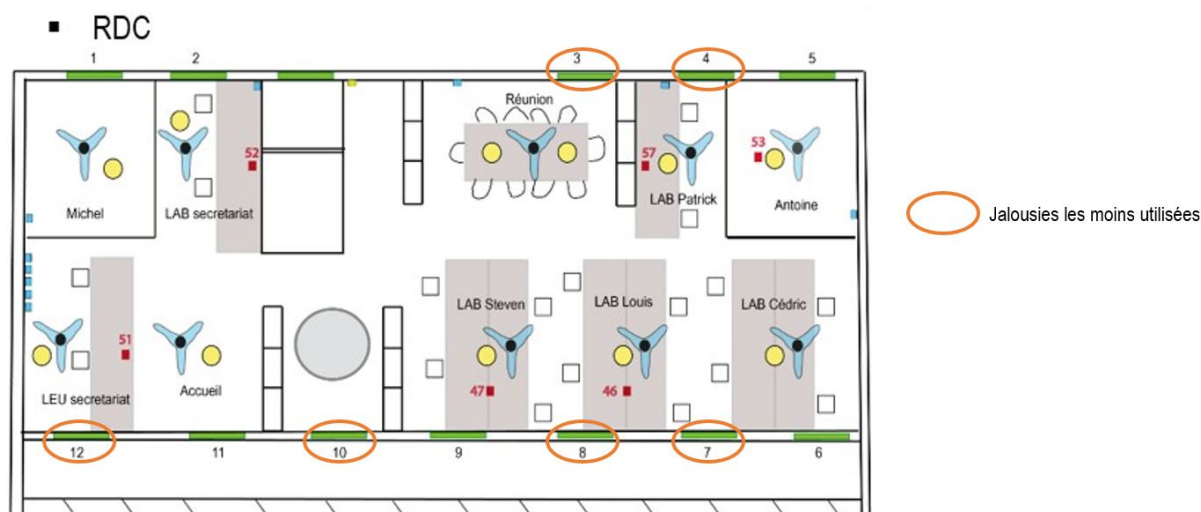 ▪ RDC
1 2 3 4 5
Réunion
52 57 53
Michel LAB secretariat LAB Patrick Antoine
Jalousies les moins utilisées
LAB Steven LAB Louis LAB Cédric
51
LEU secretariat Accueil 47 46
12 11 10 9 8 7 6